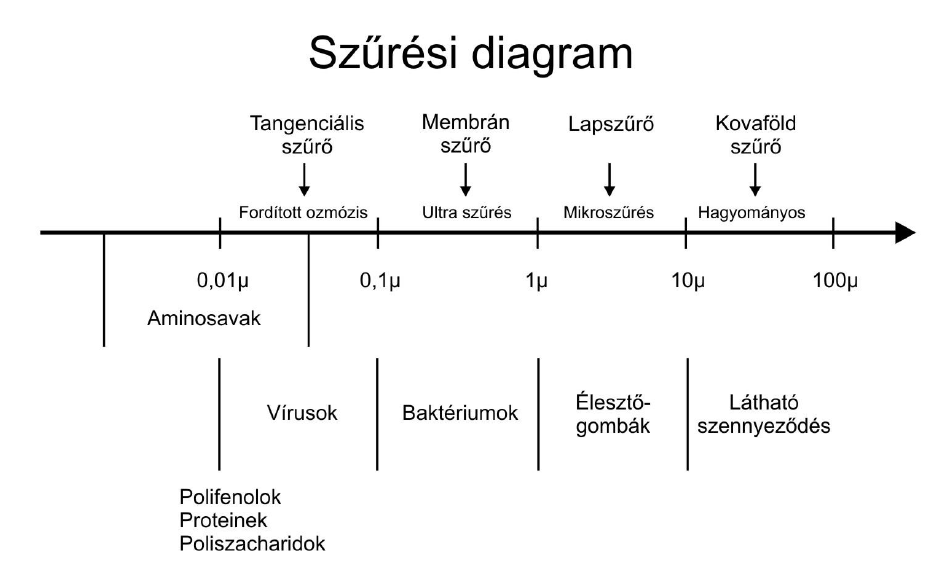 Szűrési diagram
Tangenciális
szűrő
Membrán
szűrő
Lapszűrő
Kovaföld
szűrő
Fordított ozmózis
Ultra szűrés
Mikroszűrés
Hagyományos
0,01µ
0,1µ
1µ
10µ
100µ
Aminosavak
Vírusok
Baktériumok
Élesztő-
gombák
Látható
szennyeződés
Polifenolok
Proteinek
Poliszacharidok